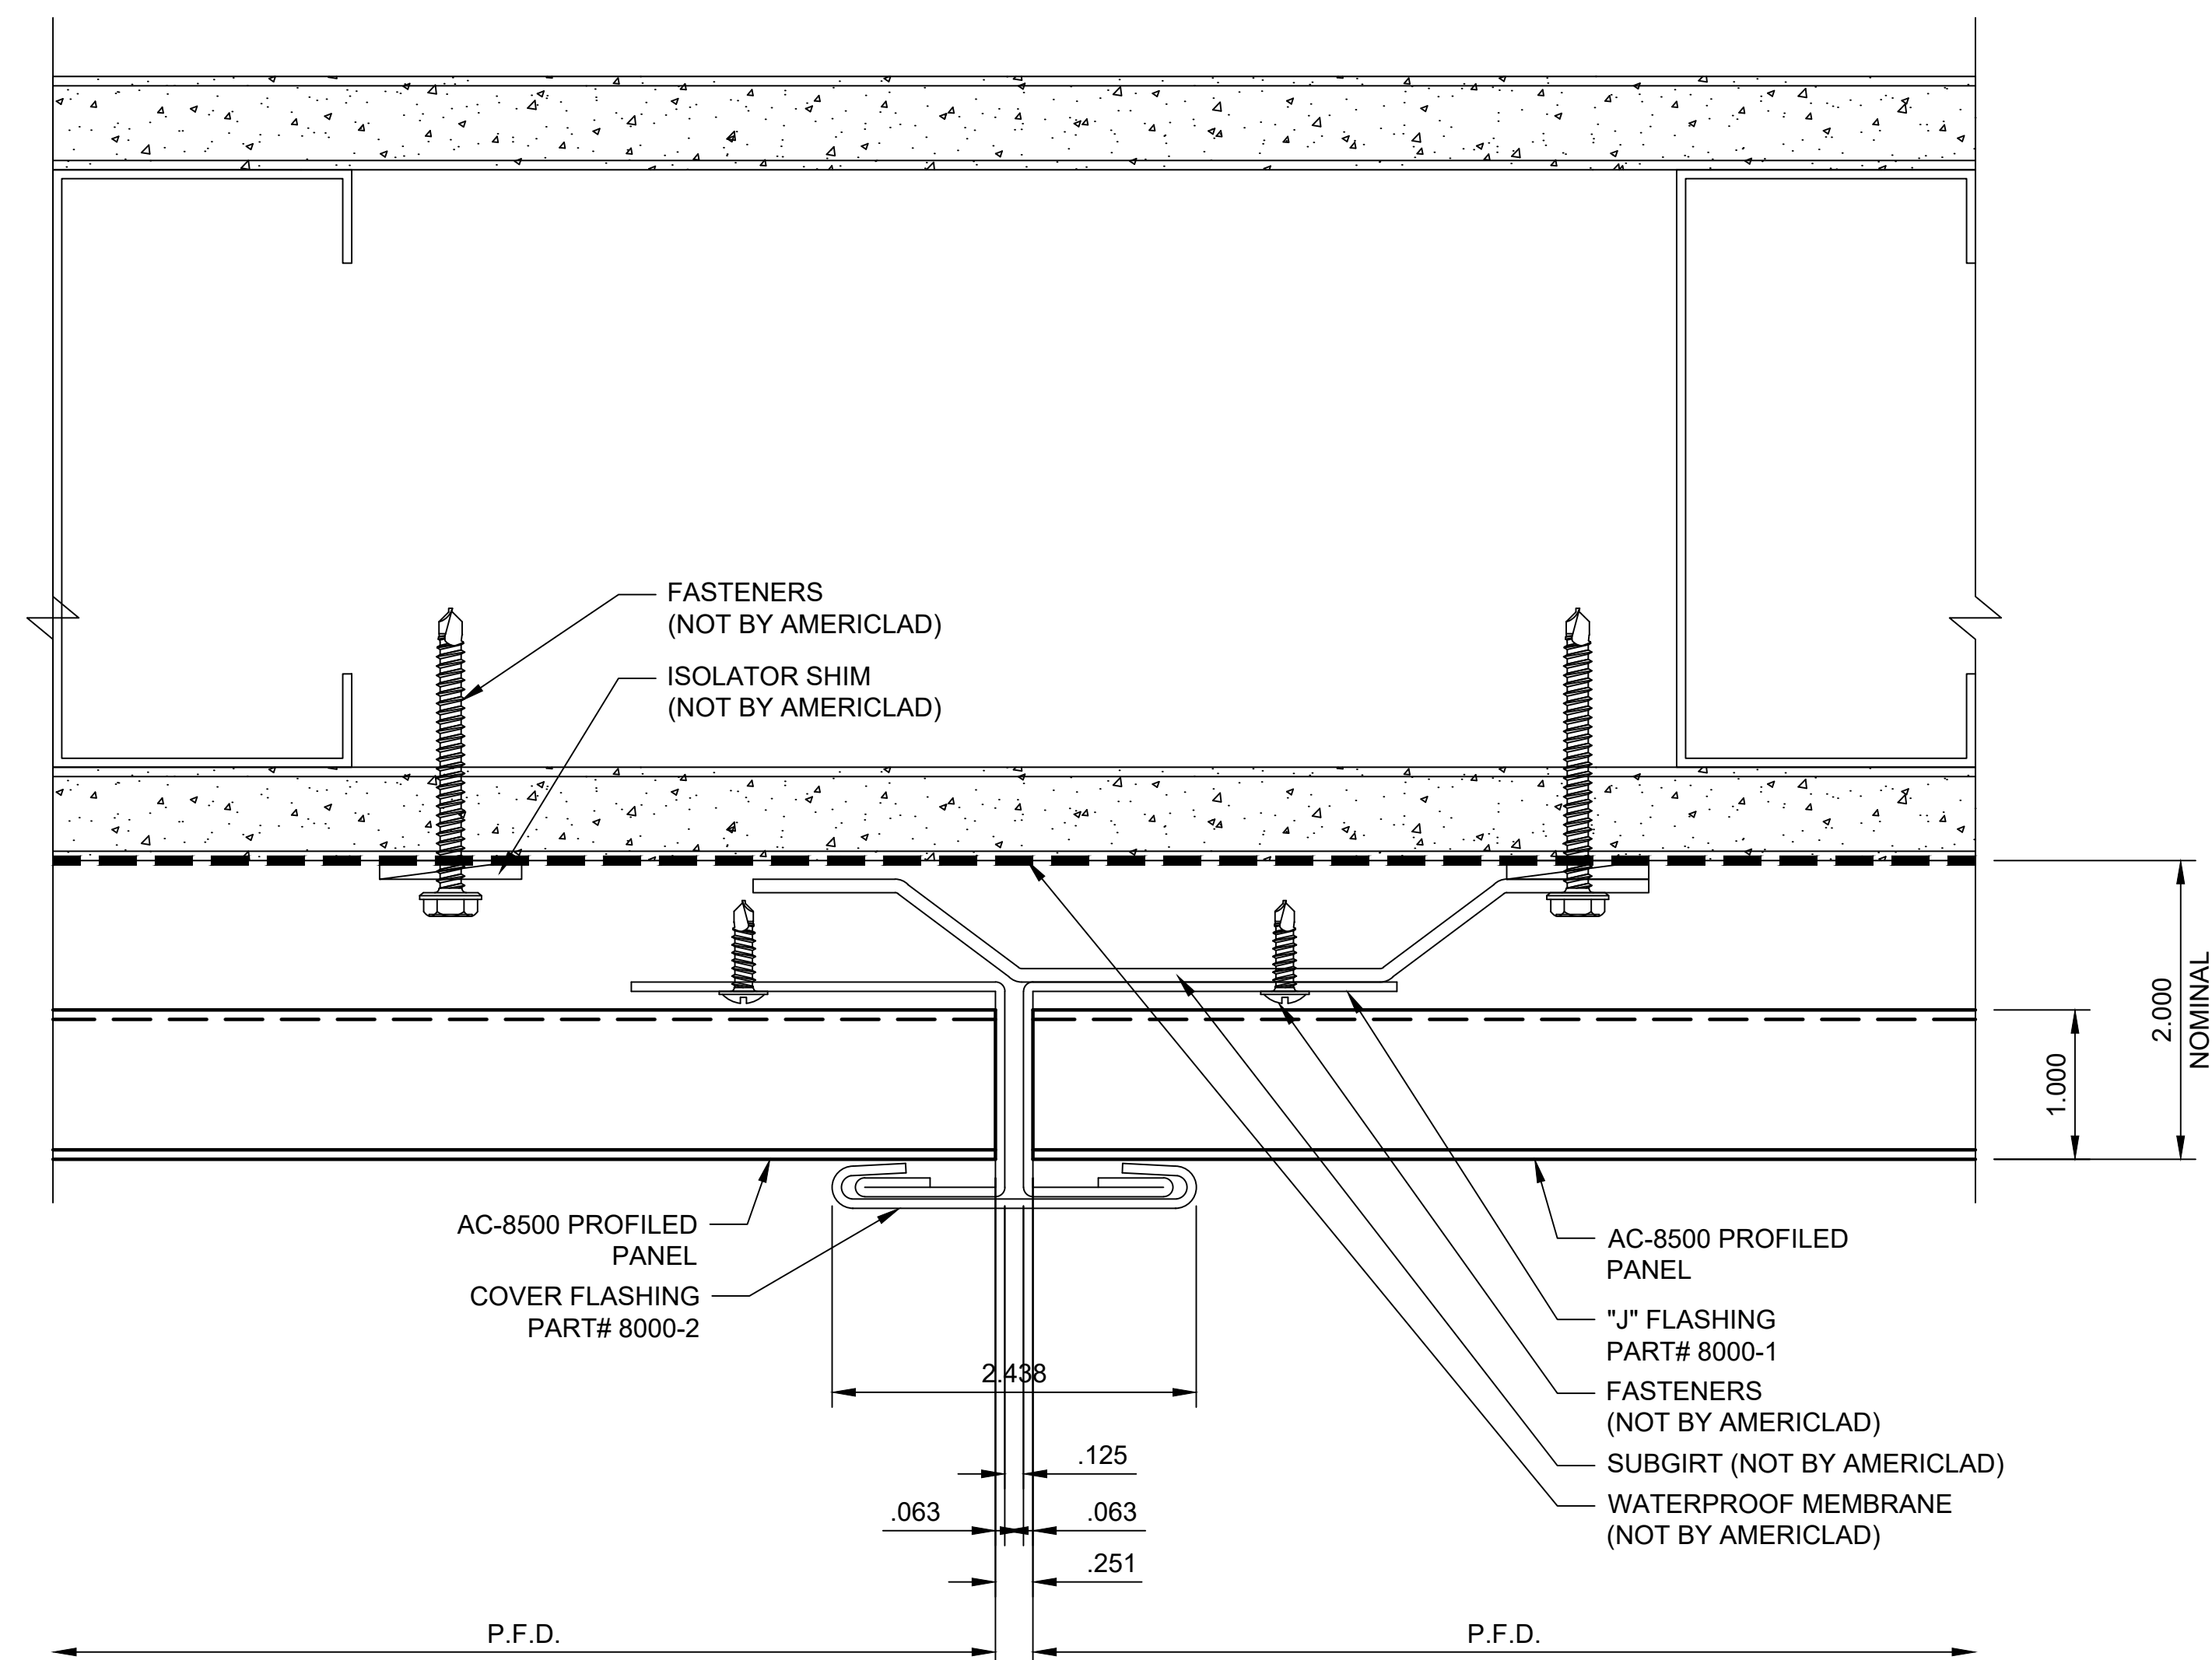 FASTENERS
(NOT BY AMERICLAD)
ISOLATOR SHIM
(NOT BY AMERICLAD)
2.000
NOMINAL
1.000
AC-8500 PROFILED
PANEL
COVER FLASHING
PART# 8000-2
AC-8500 PROFILED
PANEL
"J" FLASHING
PART# 8000-1
FASTENERS
(NOT BY AMERICLAD)
SUBGIRT (NOT BY AMERICLAD)
WATERPROOF MEMBRANE
(NOT BY AMERICLAD)
2.438
.125
.063
.063
.251
P.F.D.
P.F.D.